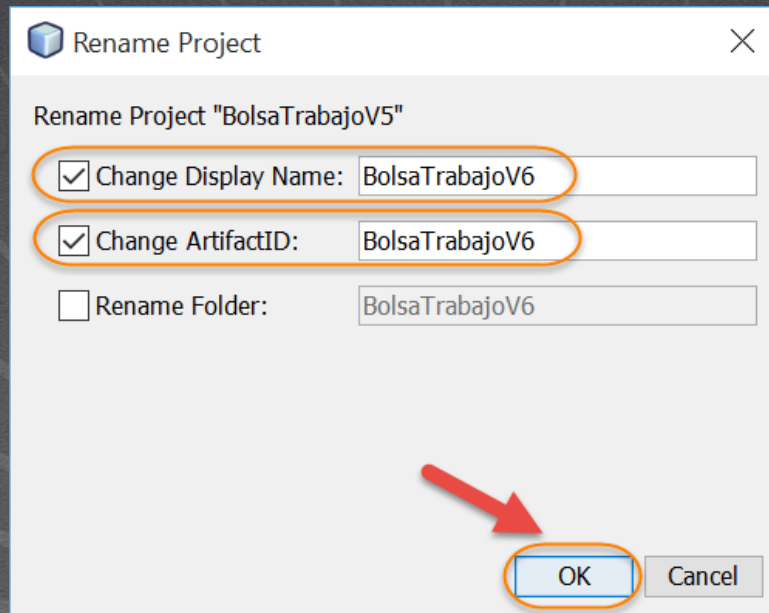 Rename Project
Rename Project "BolsaTrabajoV5"
Change Display Name: BolsaTrabajoV6
Change ArtifactID: BolsaTrabajoV6
Rename Folder: BolsaTrabajoV6
OK Cancel